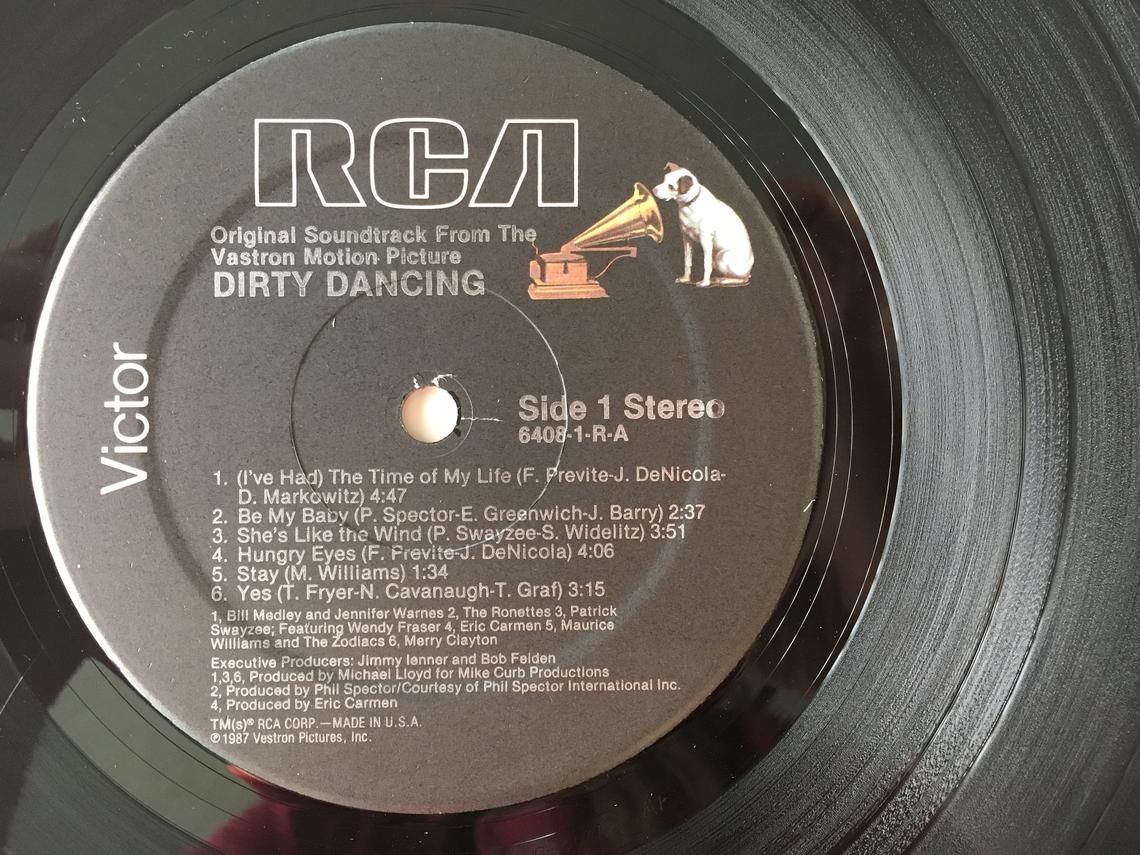 RCA
Original Soundtrack From The
Vastron Motion Picture
DIRTY DANCING
Victor
Side 1 Stereo
6408-1-R-A
1. (I've Had) The Time of My Life (F. Previte-J. DeNicola-
D. Markowitz) 4:47
2. Be My Baby (P. Spector-E. Greenwich-J. Barry) 2:37
3. She's Like the Wind (P. Swayzee-S. Widelitz) 3:51
4. Hungry Eyes (F. Previte-J. DeNicola) 4:06
5. Stay (M. Williams) 1:34
6. Yes (T. Fryer-N. Cavanaugh-T. Graf) 3:15
1, Bill Medley and Jennifer Warnes 2, The Ronettes 3, Patrick
Swayzee; Featuring Wendy Fraser 4, Eric Carmen 5, Maurice
Williams and The Zodiacs 6, Merry Clayton
Executive Producers: Jimmy Ienner and Bob Feiden
1,3,6, Produced by Michael Lloyd for Mike Curb Productions
2, Produced by Phil Spector/Courtesy of Phil Spector International Inc.
4, Produced by Eric Carmen
TM(s)® RCA CORP.—MADE IN U.S.A.
℗1987 Vestron Pictures, Inc.